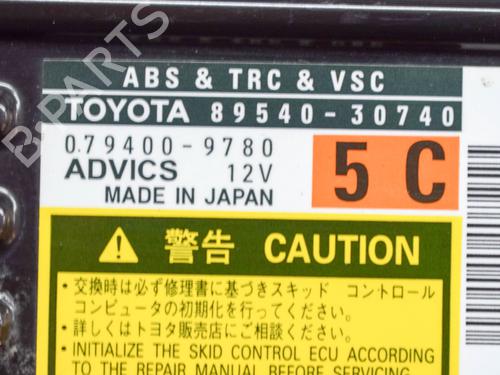 B-PARTS
ABS & TRC & VSC
TOYOTA 89540-30740
0.79400-9780
ADVICS 12V
MADE IN JAPAN
5C
警告 CAUTION
・交換時は必ず修理書に基づきスキッド コントロール
コンピュータの初期化を行ってください。
・詳しくはトヨタ販売店にご相談ください。
・INITIALIZE THE SKID CONTROL ECU ACCORDING
TO THE REPAIR MANUAL BEFORE SERVICING